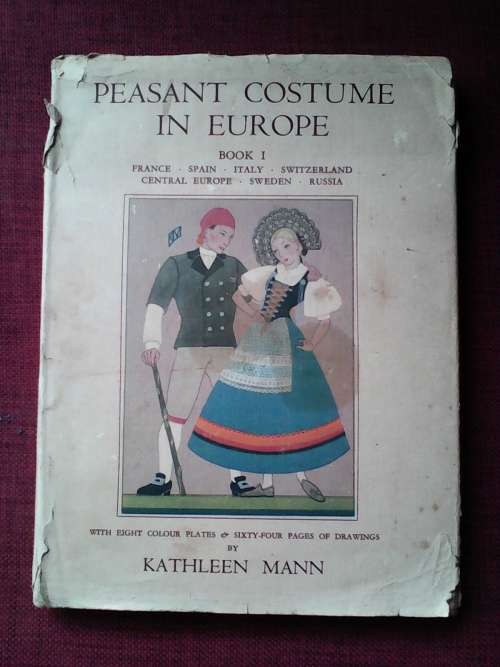 PEASANT COSTUME
IN EUROPE
BOOK I
FRANCE · SPAIN · ITALY · SWITZERLAND
CENTRAL EUROPE · SWEDEN · RUSSIA
WITH EIGHT COLOUR PLATES & SIXTY-FOUR PAGES OF DRAWINGS
BY
KATHLEEN MANN